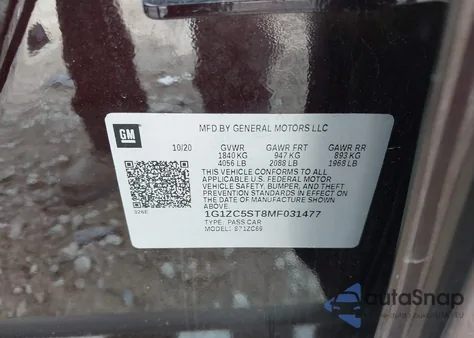 GM
MFD BY GENERAL MOTORS LLC
10/20 GVWR GAWR FRT GAWR RR
1840 KG 947 KG 893 KG
4056 LB 2088 LB 1968 LB
THIS VEHICLE CONFORMS TO ALL APPLICABLE
U.S. FEDERAL MOTOR
VEHICLE SAFETY, BUMPER, AND THEFT
PREVENTION STANDARDS IN EFFECT ON THE
DATE OF MANUFACTURE SHOWN
ABOVE.
326E
1G1ZC5ST8MF031477
TYPE: PASS CAR
MODEL: B71ZC69
autoSnap